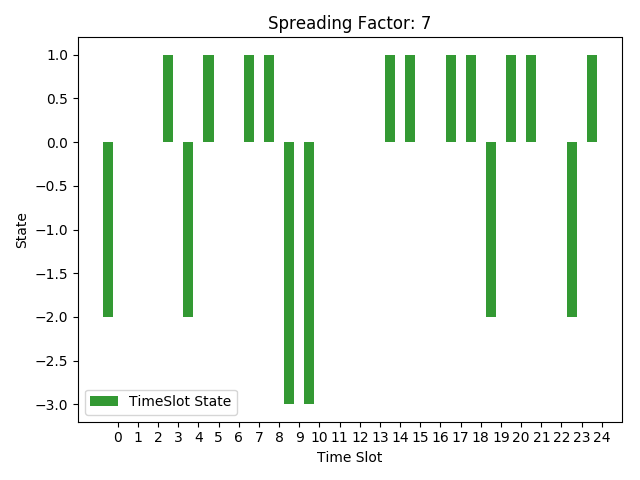 Spreading Factor: 7
1.0
0.5
0.0
−0.5
−1.0
−1.5
−2.0
−2.5
−3.0
State
TimeSlot State
0 1 2 3 4 5 6 7 8 9 10 11 12 13 14 15 16 17 18 19 20 21 22 23 24
Time Slot